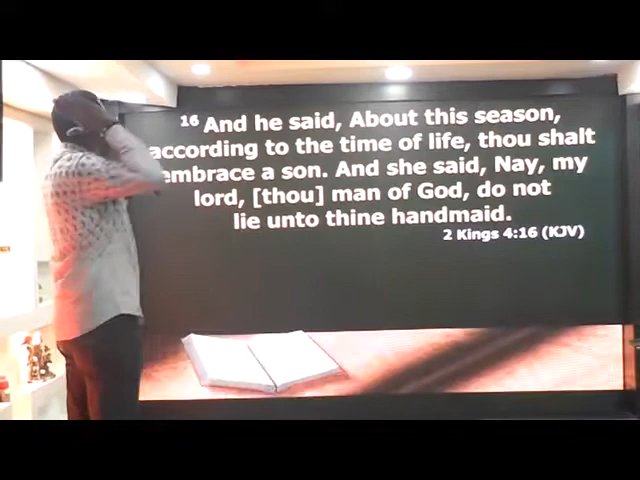 16 And he said, About this season,
according to the time of life, thou shalt
embrace a son. And she said, Nay, my
lord, [thou] man of God, do not
lie unto thine handmaid.
2 Kings 4:16 (KJV)